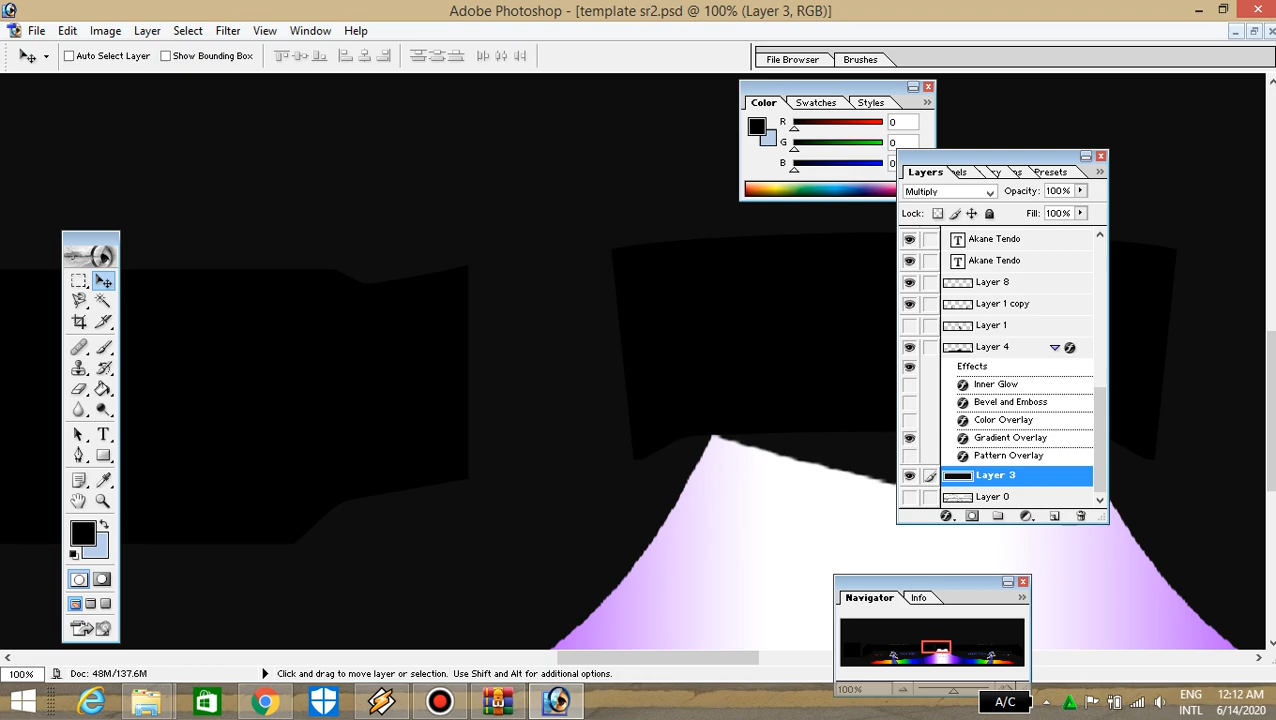 Adobe Photoshop - [template sr2.psd @ 100% (Layer 3, RGB)]
File Edit Image Layer Select Filter View Window Help
Auto Select Layer Show Bounding Box
File Browser Brushes
Color Swatches Styles
R 0
G 0
B 0
Layers Presets
Multiply Opacity: 100%
Lock: Fill: 100%
T Akane Tendo
T Akane Tendo
Layer 8
Layer 1 copy
Layer 1
Layer 4
Effects
Inner Glow
Bevel and Emboss
Color Overlay
Gradient Overlay
Pattern Overlay
Layer 3
Layer 0
Navigator Info
100%
100% Doc: 48M/137.6M Click and drag to move layer or selection. Use Shift and Alt for additional options.
A/C
ENG 12:12 AM
INTL 6/14/2020